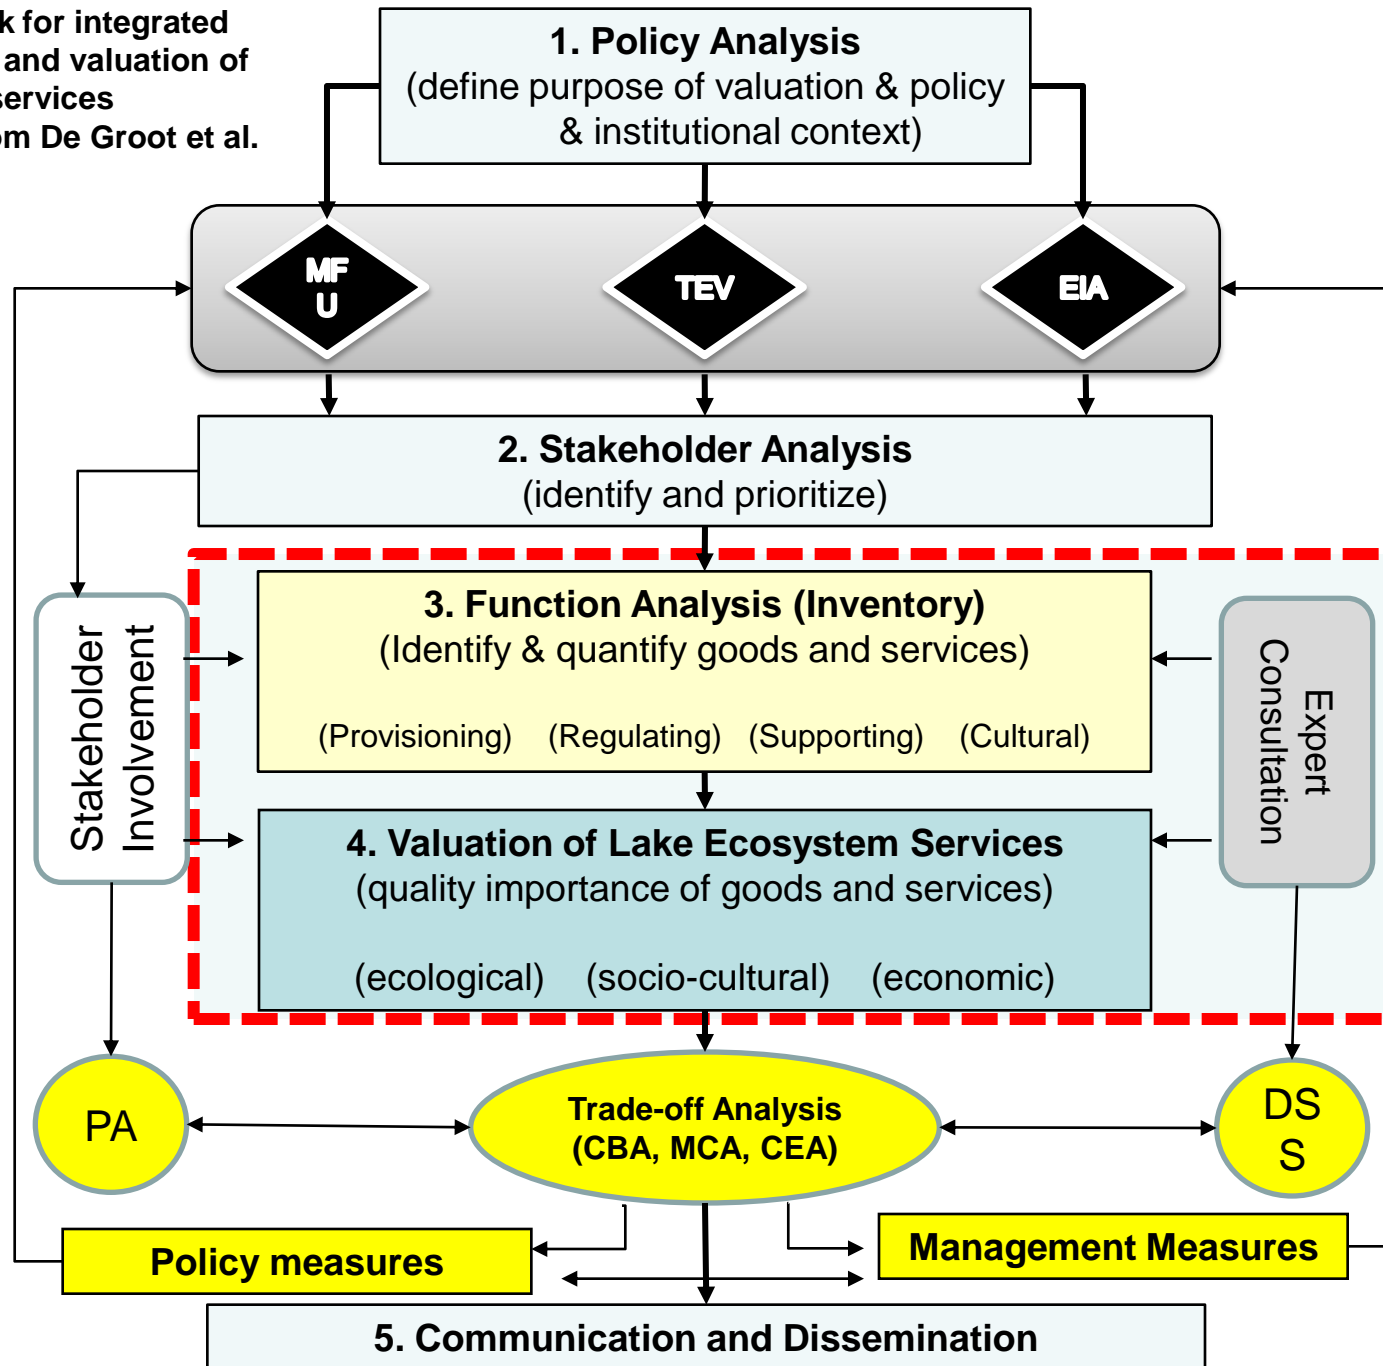 k for integrated
and valuation of
services
om De Groot et al.
1. Policy Analysis
(define purpose of valuation & policy
& institutional context)
MF
U
TEV
EIA
2. Stakeholder Analysis
(identify and prioritize)
Stakeholder
Involvement
3. Function Analysis (Inventory)
(Identify & quantify goods and services)
(Provisioning) (Regulating) (Supporting) (Cultural)
Expert
Consultation
4. Valuation of Lake Ecosystem Services
(quality importance of goods and services)
(ecological) (socio-cultural) (economic)
PA
Trade-off Analysis
(CBA, MCA, CEA)
DS
S
Policy measures
Management Measures
5. Communication and Dissemination